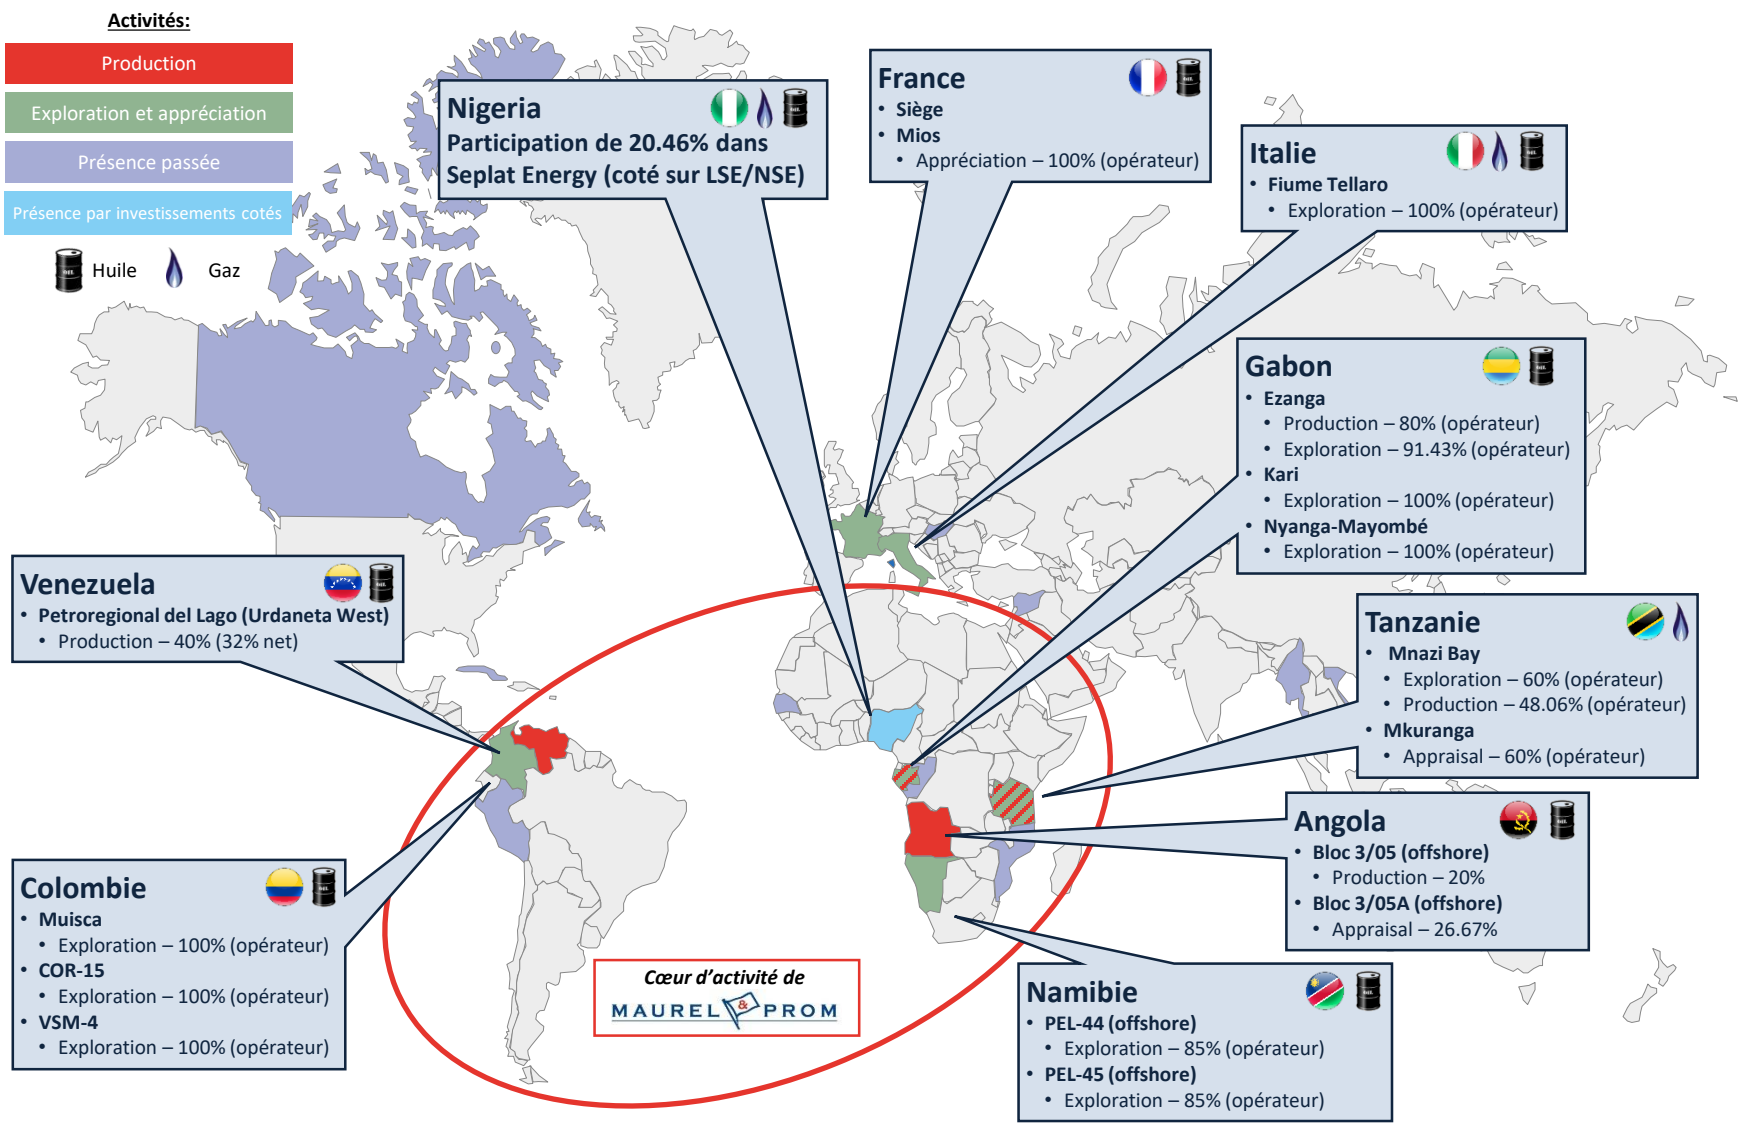 Activités:
Production
Exploration et appréciation
Présence passée
Présence par investissements cotés
Huile
Gaz
Nigeria
Participation de 20.46% dans
Seplat Energy (coté sur LSE/NSE)
France
• Siège
• Mios
• Appréciation – 100% (opérateur)
Italie
• Fiume Tellaro
• Exploration – 100% (opérateur)
Gabon
• Ezanga
• Production – 80% (opérateur)
• Exploration – 91.43% (opérateur)
• Kari
• Exploration – 100% (opérateur)
• Nyanga-Mayombé
• Exploration – 100% (opérateur)
Venezuela
• Petroregional del Lago (Urdaneta West)
• Production – 40% (32% net)
Tanzanie
• Mnazi Bay
• Exploration – 60% (opérateur)
• Production – 48.06% (opérateur)
• Mkuranga
• Appraisal – 60% (opérateur)
Angola
• Bloc 3/05 (offshore)
• Production – 20%
• Bloc 3/05A (offshore)
• Appraisal – 26.67%
Colombie
• Muisca
• Exploration – 100% (opérateur)
• COR-15
• Exploration – 100% (opérateur)
• VSM-4
• Exploration – 100% (opérateur)
Cœur d'activité de
MAUREL & PROM
Namibie
• PEL-44 (offshore)
• Exploration – 85% (opérateur)
• PEL-45 (offshore)
• Exploration – 85% (opérateur)